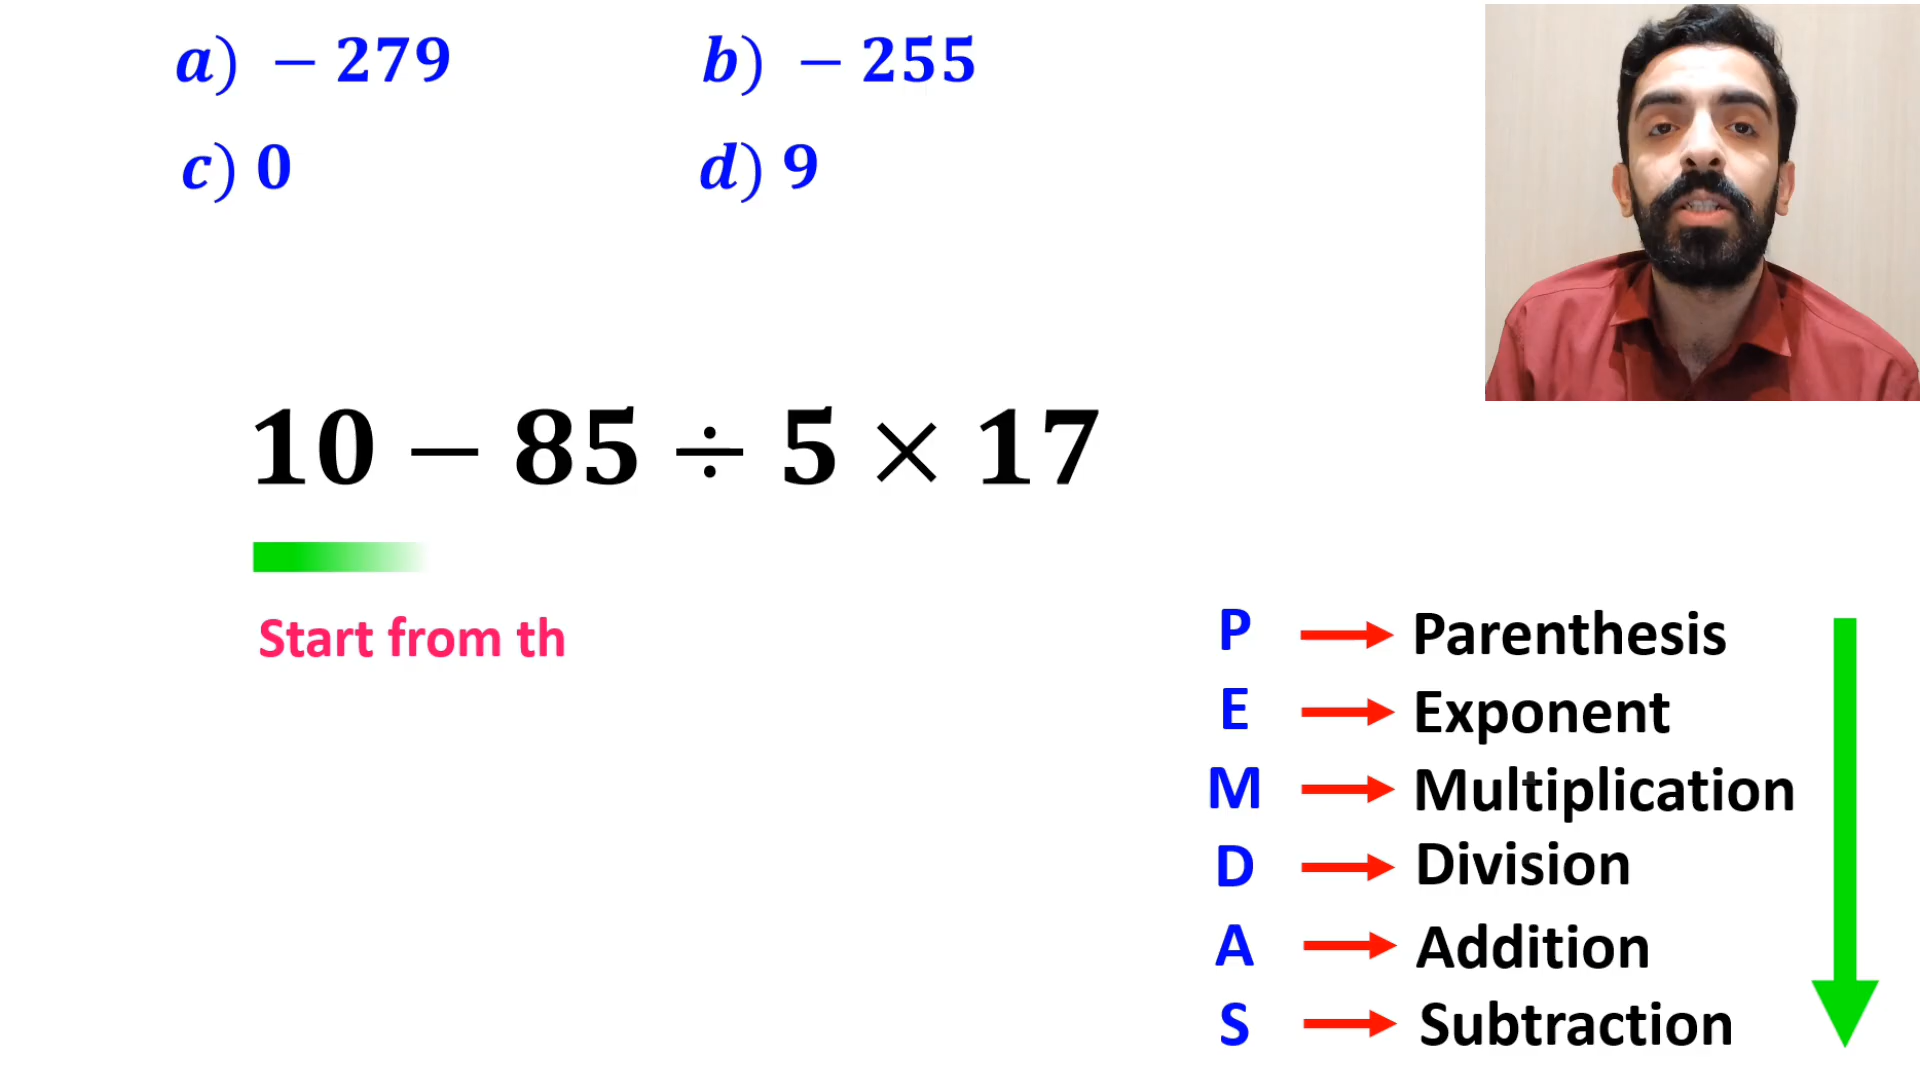 a) − 279 b) − 255
c) 0 d) 9
10 − 85 ÷ 5 × 17
Start from th
P → Parenthesis
E → Exponent
M → Multiplication
D → Division
A → Addition
S → Subtraction